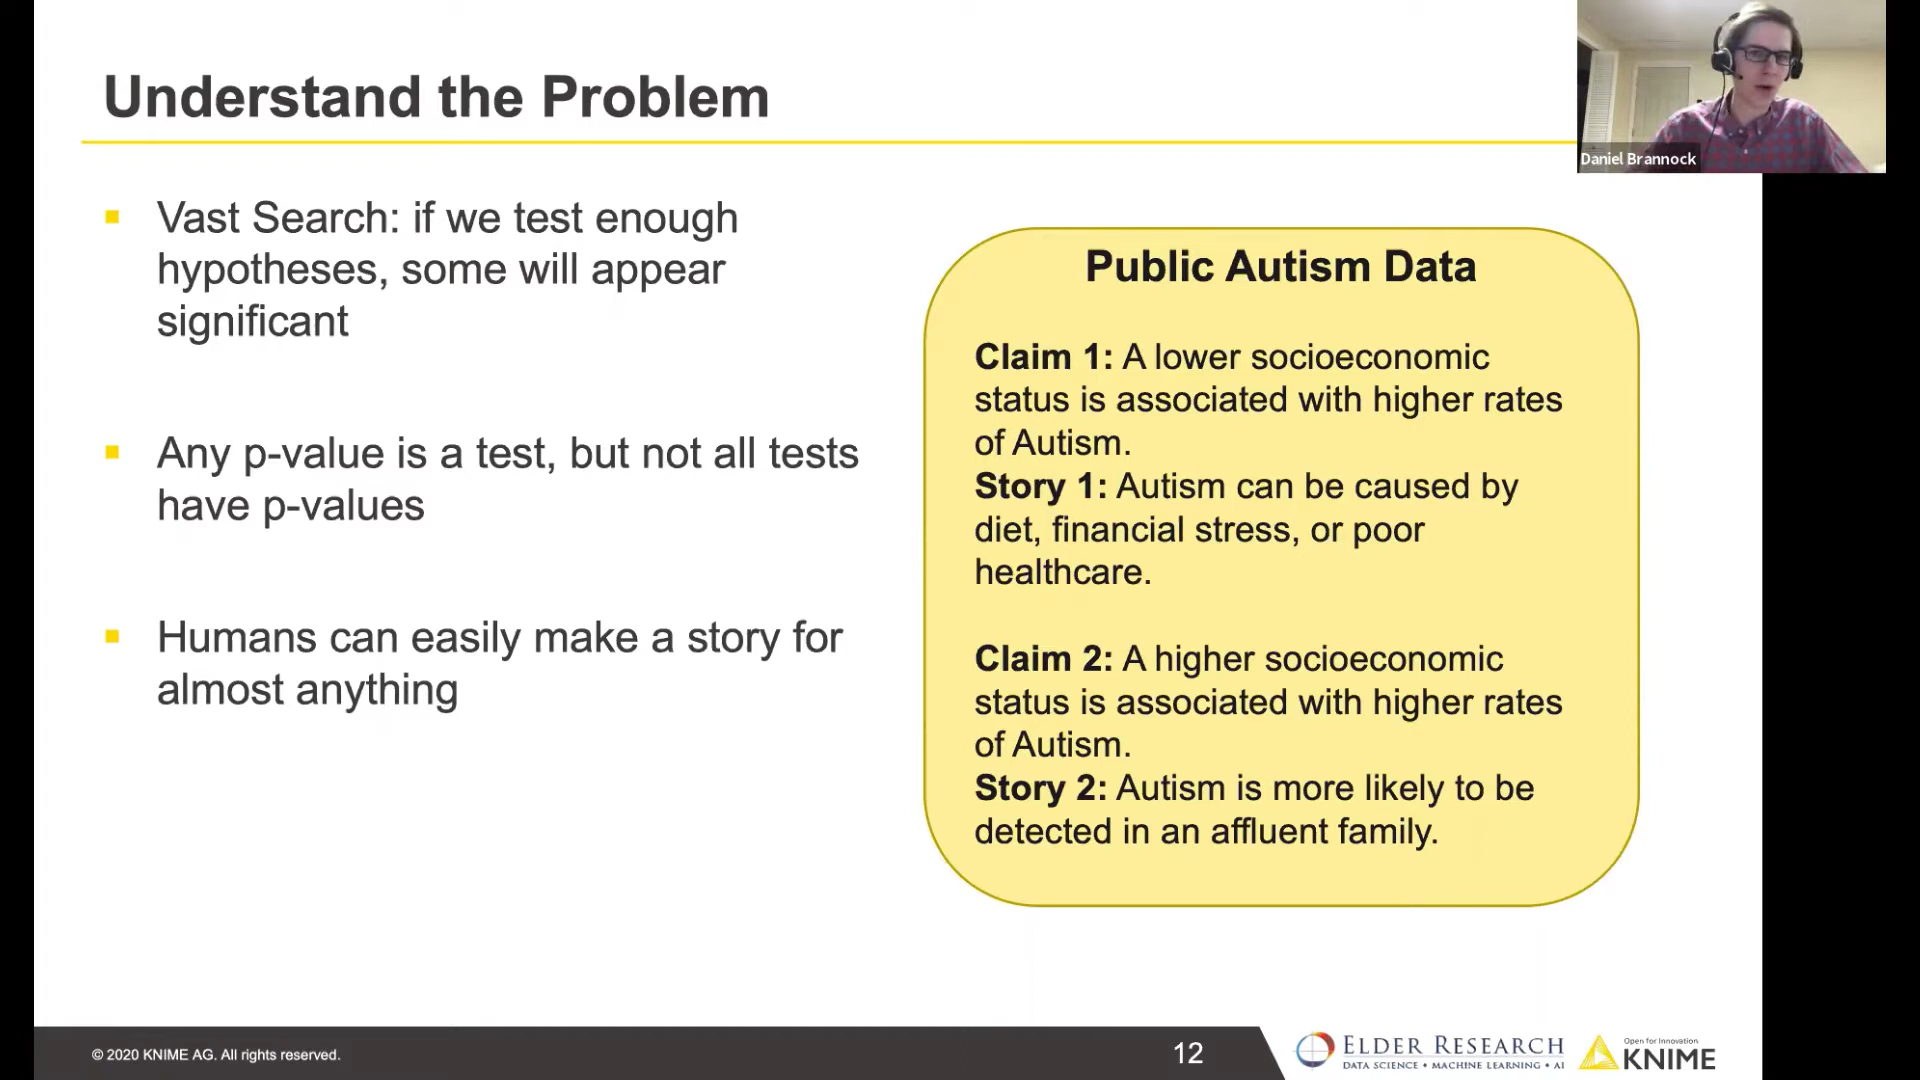 Understand the Problem
Daniel Brannock
Vast Search: if we test enough
hypotheses, some will appear
significant
Any p-value is a test, but not all tests
have p-values
Humans can easily make a story for
almost anything
Public Autism Data
Claim 1: A lower socioeconomic
status is associated with higher rates
of Autism.
Story 1: Autism can be caused by
diet, financial stress, or poor
healthcare.
Claim 2: A higher socioeconomic
status is associated with higher rates
of Autism.
Story 2: Autism is more likely to be
detected in an affluent family.
© 2020 KNIME AG. All rights reserved.
12
ELDER RESEARCH
DATA SCIENCE • MACHINE LEARNING • AI
Open for Innovation
KNIME